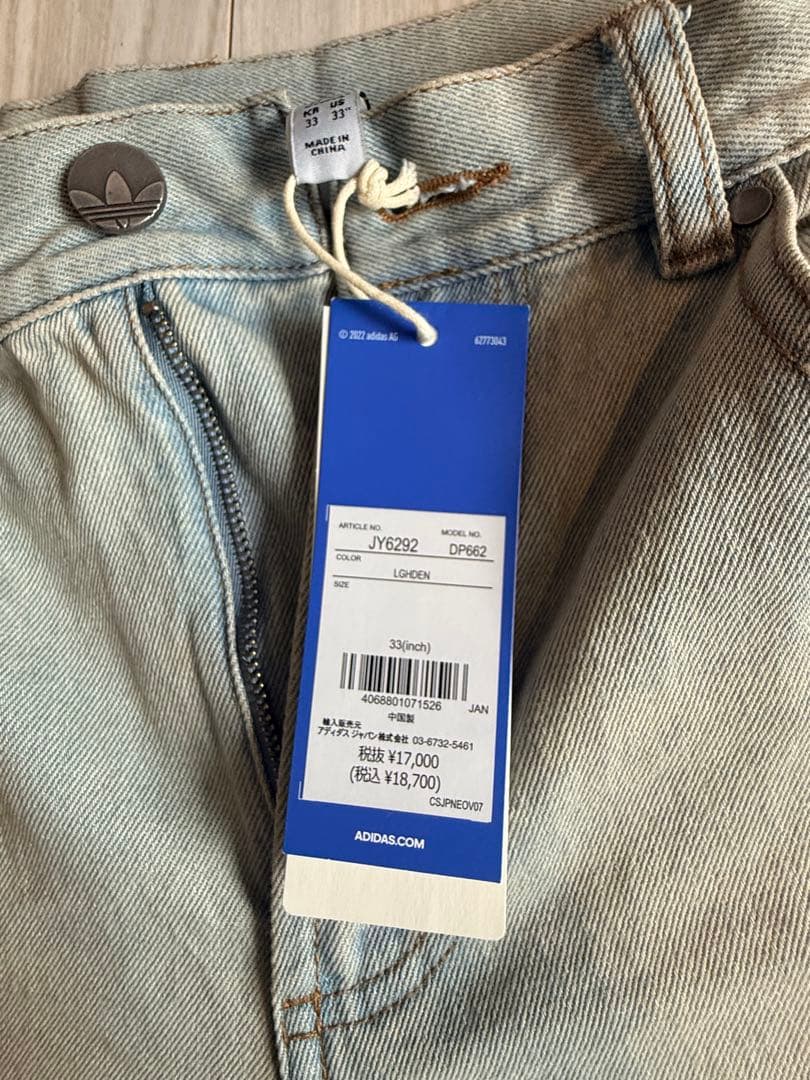 KR US
33 33"
MADE IN
CHINA
© 2022 adidas AG 62773043
ARTICLE NO. MODEL NO.
JY6292 DP662
COLOR
LGHDEN
SIZE
33(inch)
4068801071526 JAN
中国製
輸入販売元
アディダス ジャパン株式会社 03-6732-5461
税抜 ¥17,000
(税込 ¥18,700)
CSJPNEOV07
ADIDAS.COM